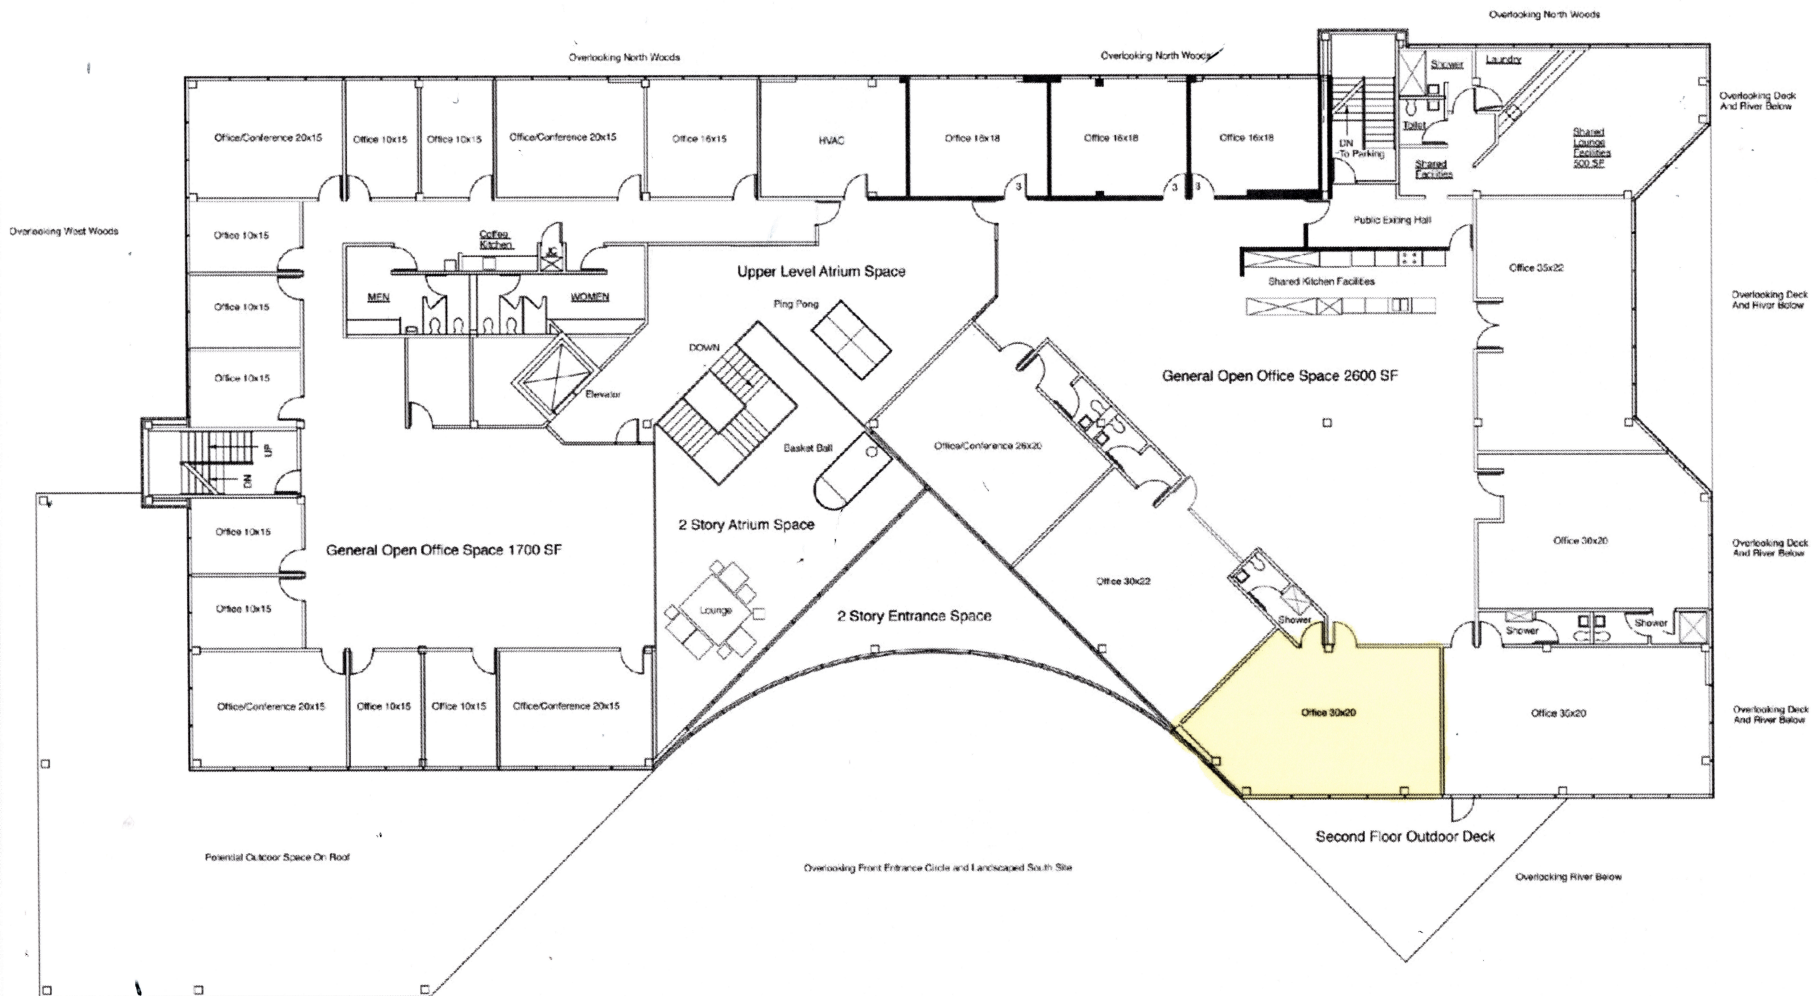 Overlooking North Woods
Overlooking North Woods
Overlooking North Woods
Shower
Laundry
Overlooking Deck
And River Below
Office/Conference 20x15
Office 10x15
Office 10x15
Office/Conference 20x15
Office 16x15
HVAC
Office 16x18
Office 16x18
Office 16x18
Toilet
DN
To Parking
Shared
Facilities
Shared
Lounge
Facilities
500 SF
3
3
3
Overlooking West Woods
Office 10x15
Coffee
Kitchen
JC
Public Exiting Hall
Upper Level Atrium Space
Office 35x22
Shared Kitchen Facilities
MEN
WOMEN
Ping Pong
Office 10x15
Overlooking Deck
And River Below
DOWN
Office 10x15
Elevator
General Open Office Space 2600 SF
UP
DN
Basket Ball
Office/Conference 26x20
2 Story Atrium Space
Office 10x15
General Open Office Space 1700 SF
Office 30x20
Overlooking Deck
And River Below
Office 30x22
Office 10x15
Lounge
2 Story Entrance Space
Shower
Shower
Shower
Office/Conference 20x15
Office 10x15
Office 10x15
Office/Conference 20x15
Office 30x20
Office 35x20
Overlooking Deck
And River Below
Second Floor Outdoor Deck
Potential Outdoor Space On Roof
Overlooking Front Entrance Circle and Landscaped South Site
Overlooking River Below